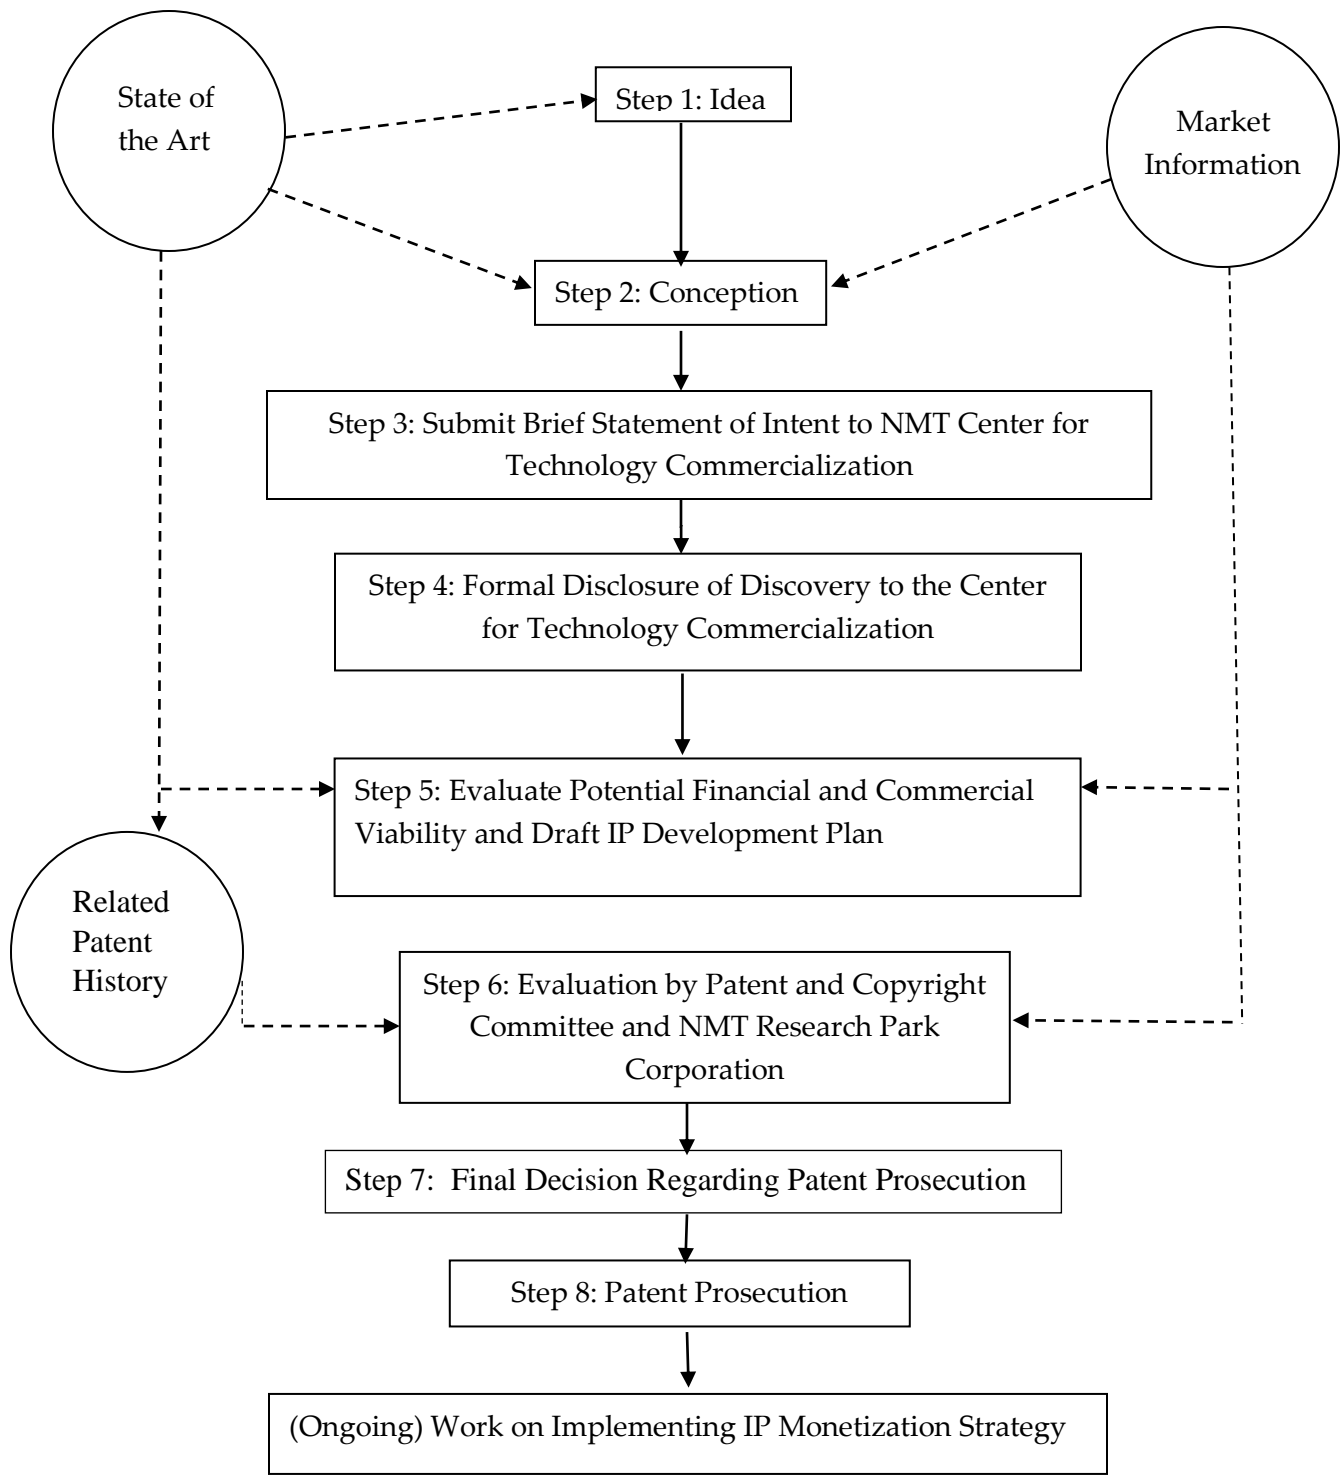 State of
the Art
Step 1: Idea
Market
Information
Step 2: Conception
Step 3: Submit Brief Statement of Intent to NMT Center for
Technology Commercialization
Step 4: Formal Disclosure of Discovery to the Center
for Technology Commercialization
Step 5: Evaluate Potential Financial and Commercial
Viability and Draft IP Development Plan
Related
Patent
History
Step 6: Evaluation by Patent and Copyright
Committee and NMT Research Park
Corporation
Step 7:  Final Decision Regarding Patent Prosecution
Step 8: Patent Prosecution
(Ongoing) Work on Implementing IP Monetization Strategy